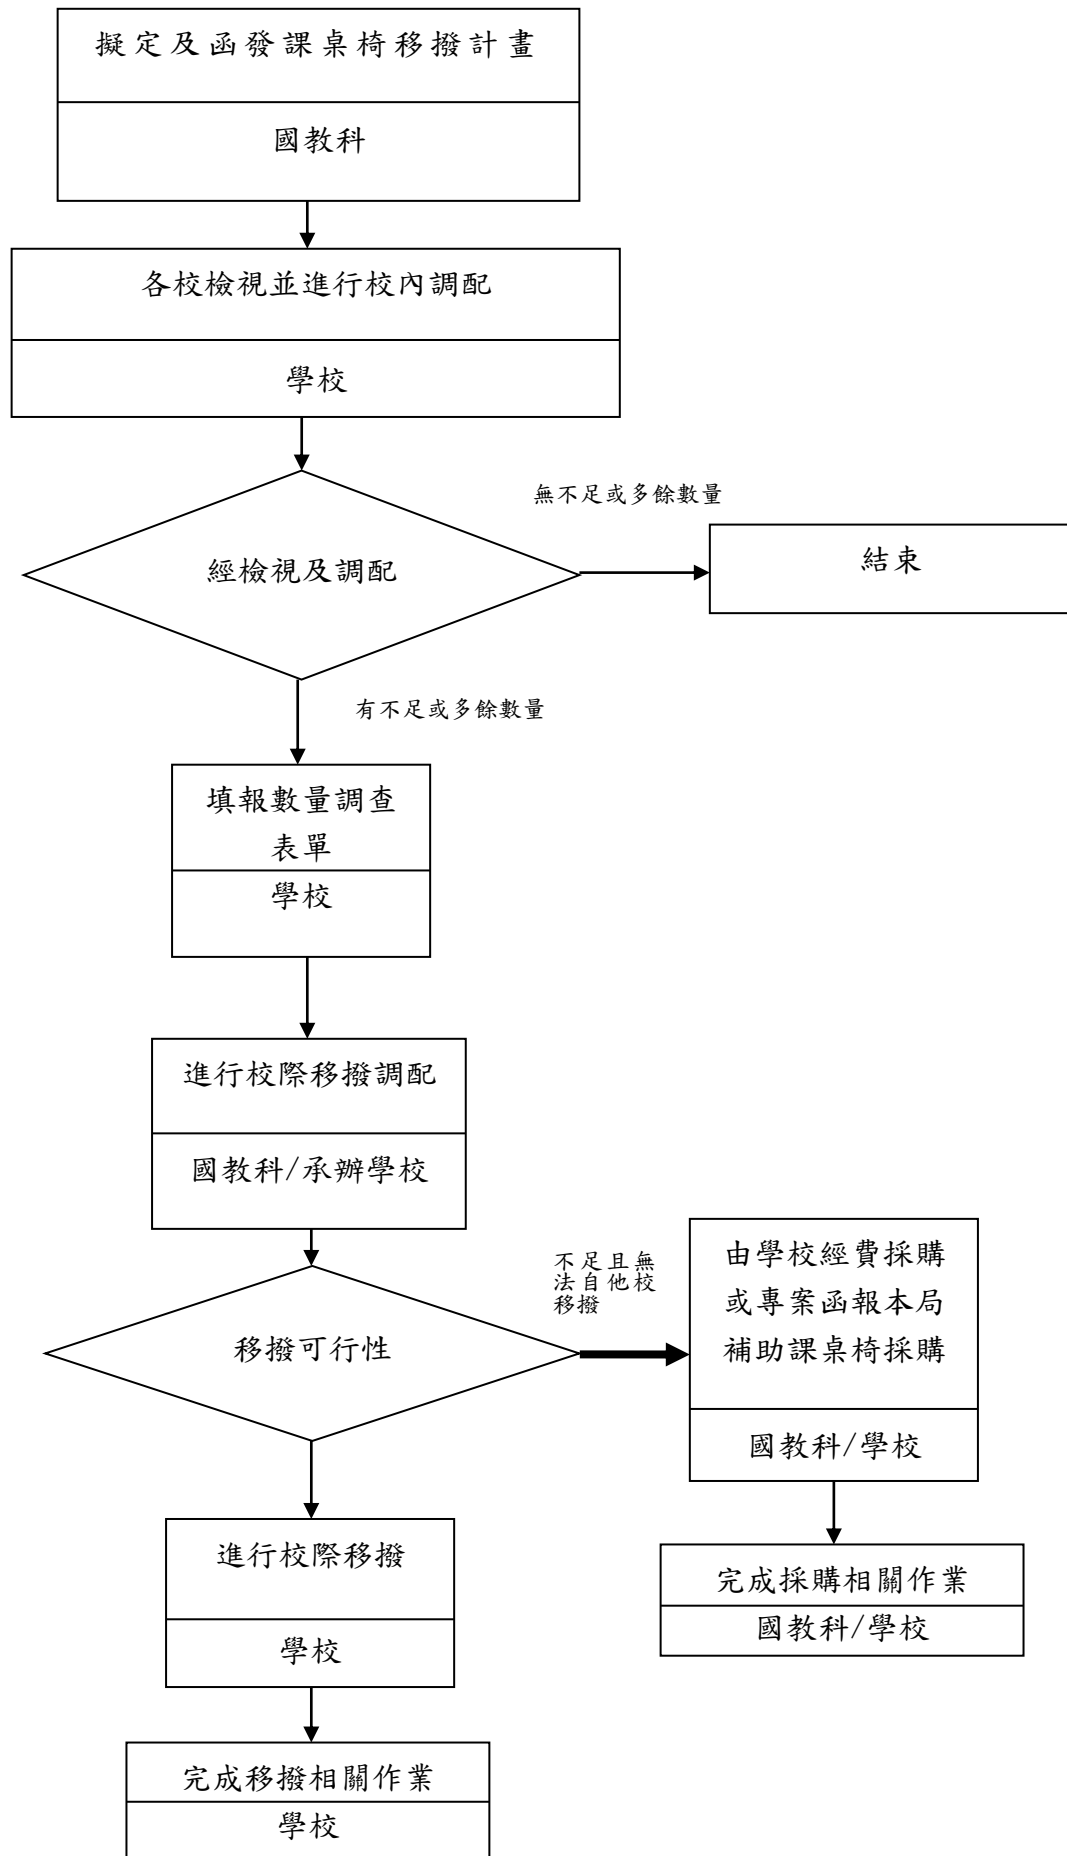 擬定及函發課桌椅移撥計畫
國教科
各校檢視並進行校內調配
學校
無不足或多餘數量
經檢視及調配
結束
有不足或多餘數量
填報數量調查
表單
學校
進行校際移撥調配
國教科/承辦學校
不足且無
法自他校
移撥
由學校經費採購
或專案函報本局
補助課桌椅採購
移撥可行性
國教科/學校
進行校際移撥
學校
完成採購相關作業
國教科/學校
完成移撥相關作業
學校